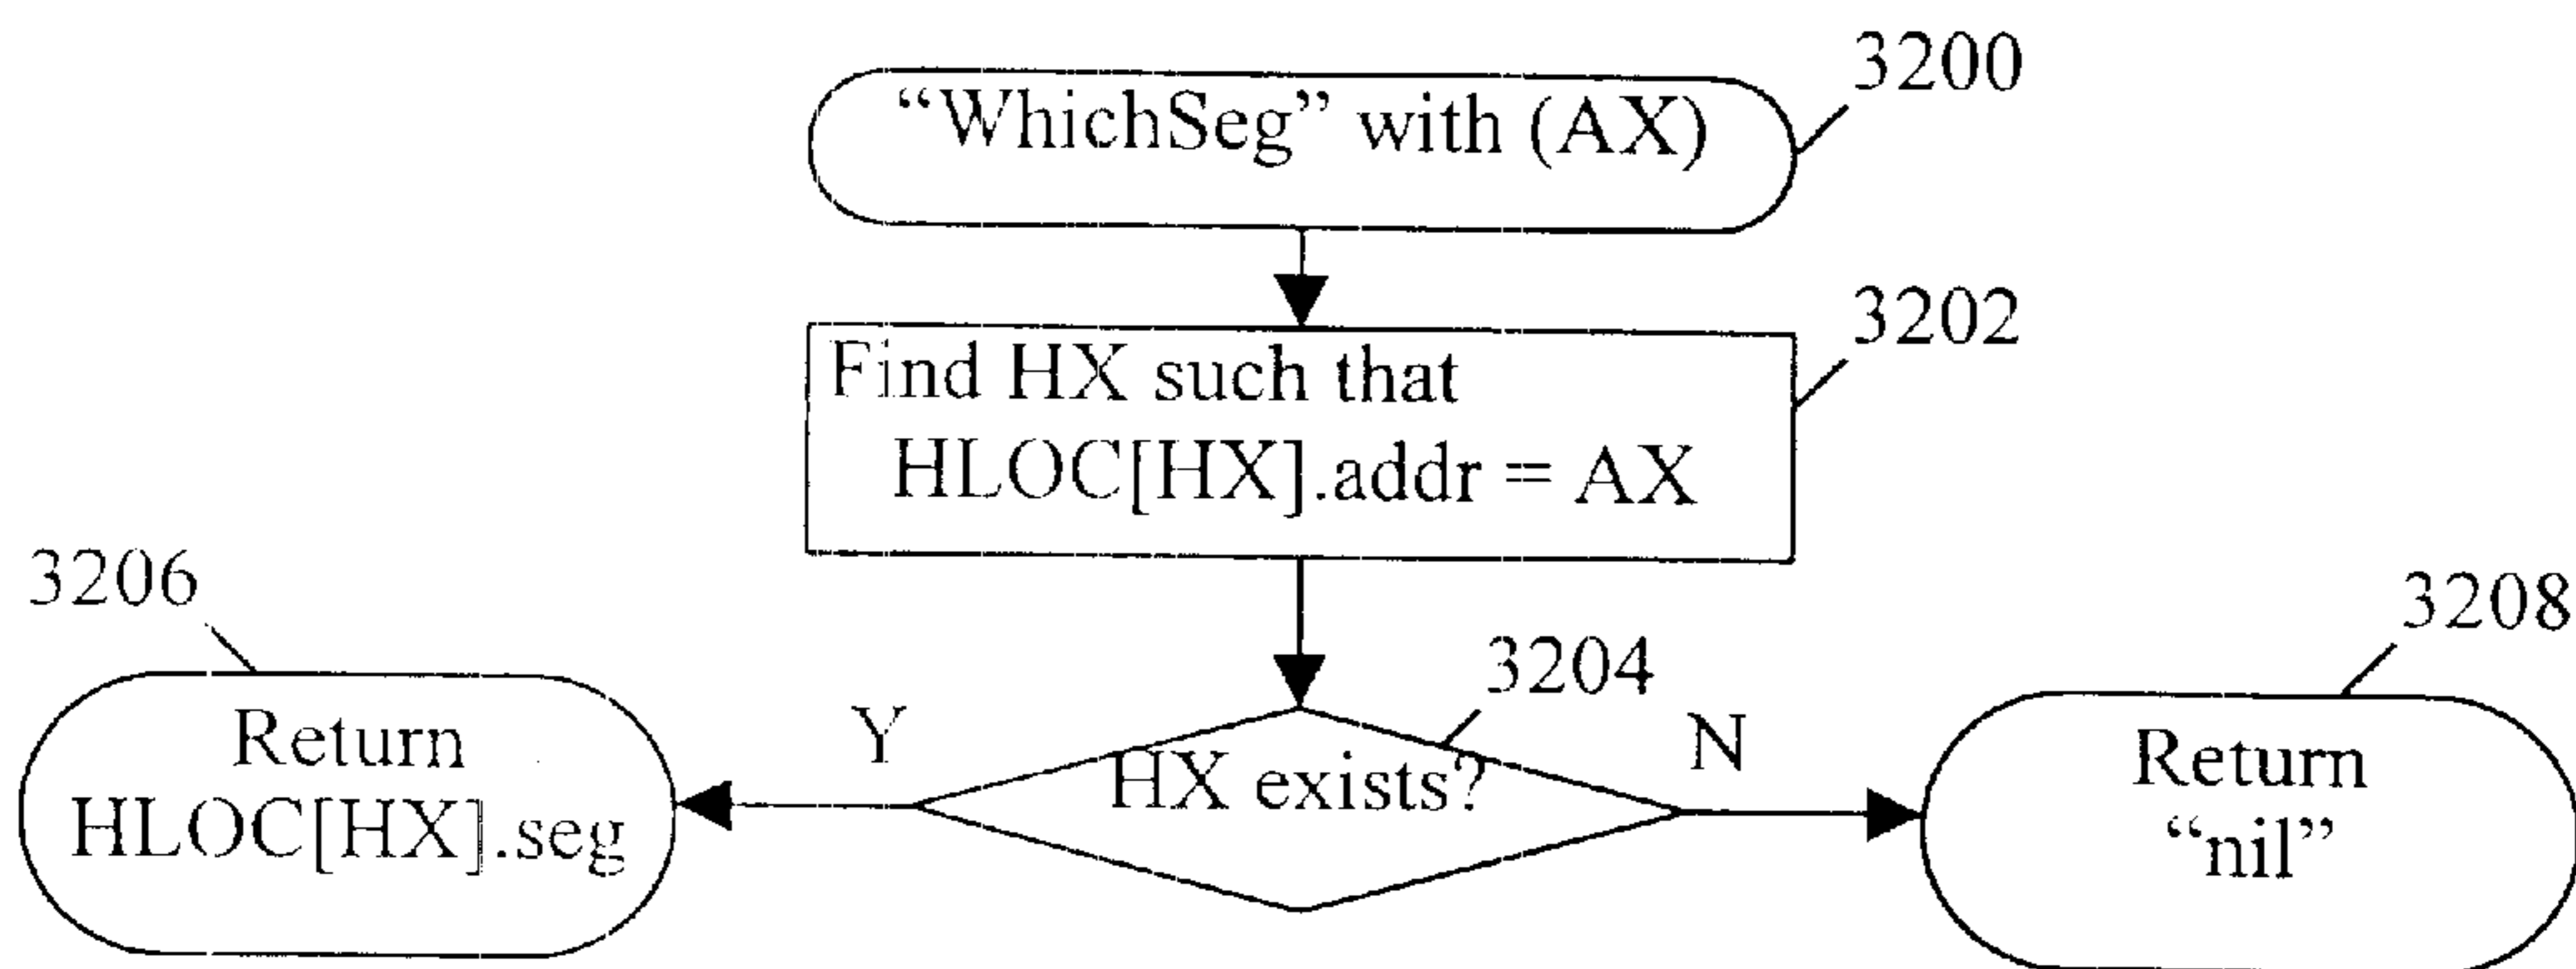 3200
“WhichSeg” with (AX)
3202
Find HX such that
HLOC[HX].addr = AX
3206
3208
3204
Y
N
Return
HLOC[HX].seg
HX exists?
Return
“nil”